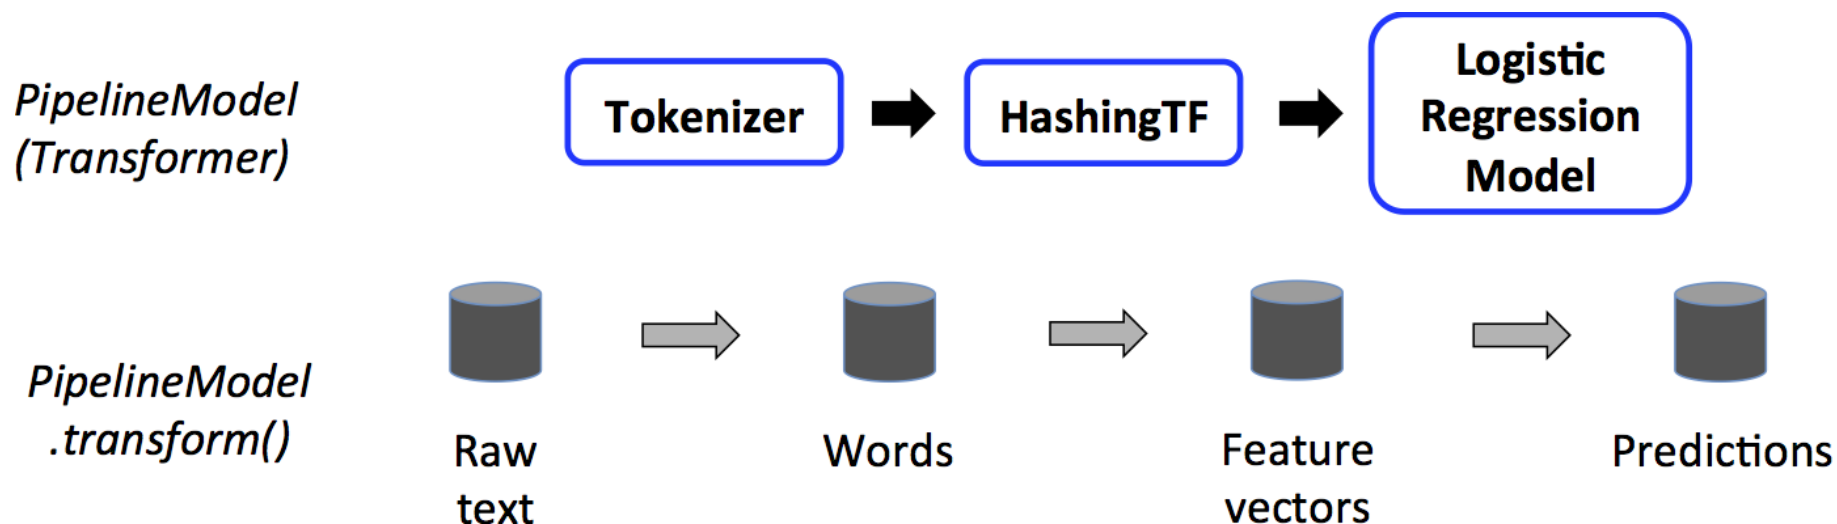 PipelineModel
(Transformer)
Tokenizer
HashingTF
Logistic
Regression
Model
PipelineModel
.transform()
Raw
text
Words
Feature
vectors
Predictions